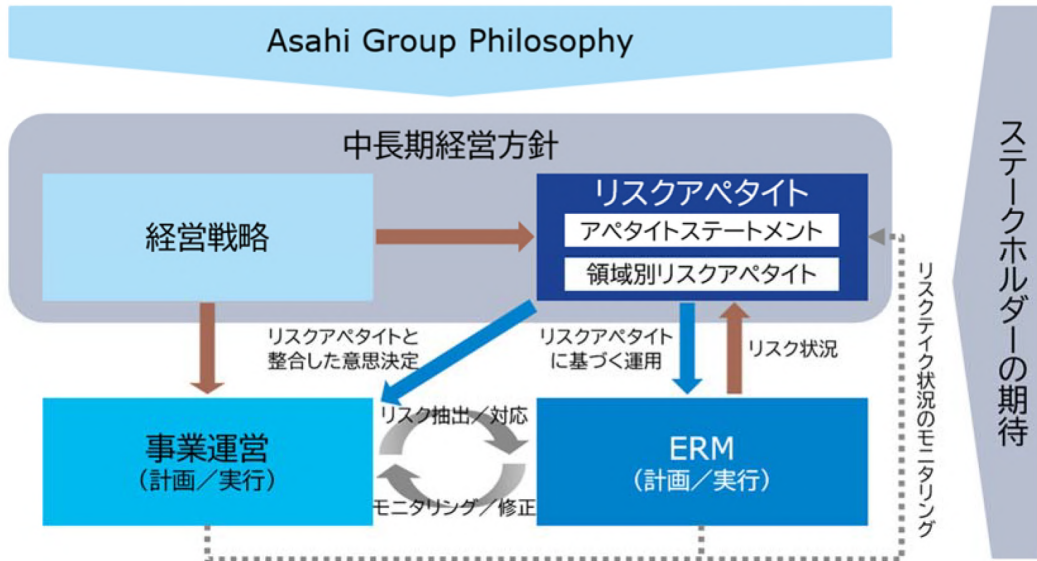 Asahi Group Philosophy
中長期経営方針
経営戦略
リスクアペタイト
アペタイトステートメント
領域別リスクアペタイト
リスクアペタイトと
整合した意思決定
リスクアペタイト
に基づく運用
リスク状況
事業運営
（計画／実行）
リスク抽出／対応
モニタリング／修正
ERM
（計画／実行）
リスクテイク状況のモニタリング
ステークホルダーの期待